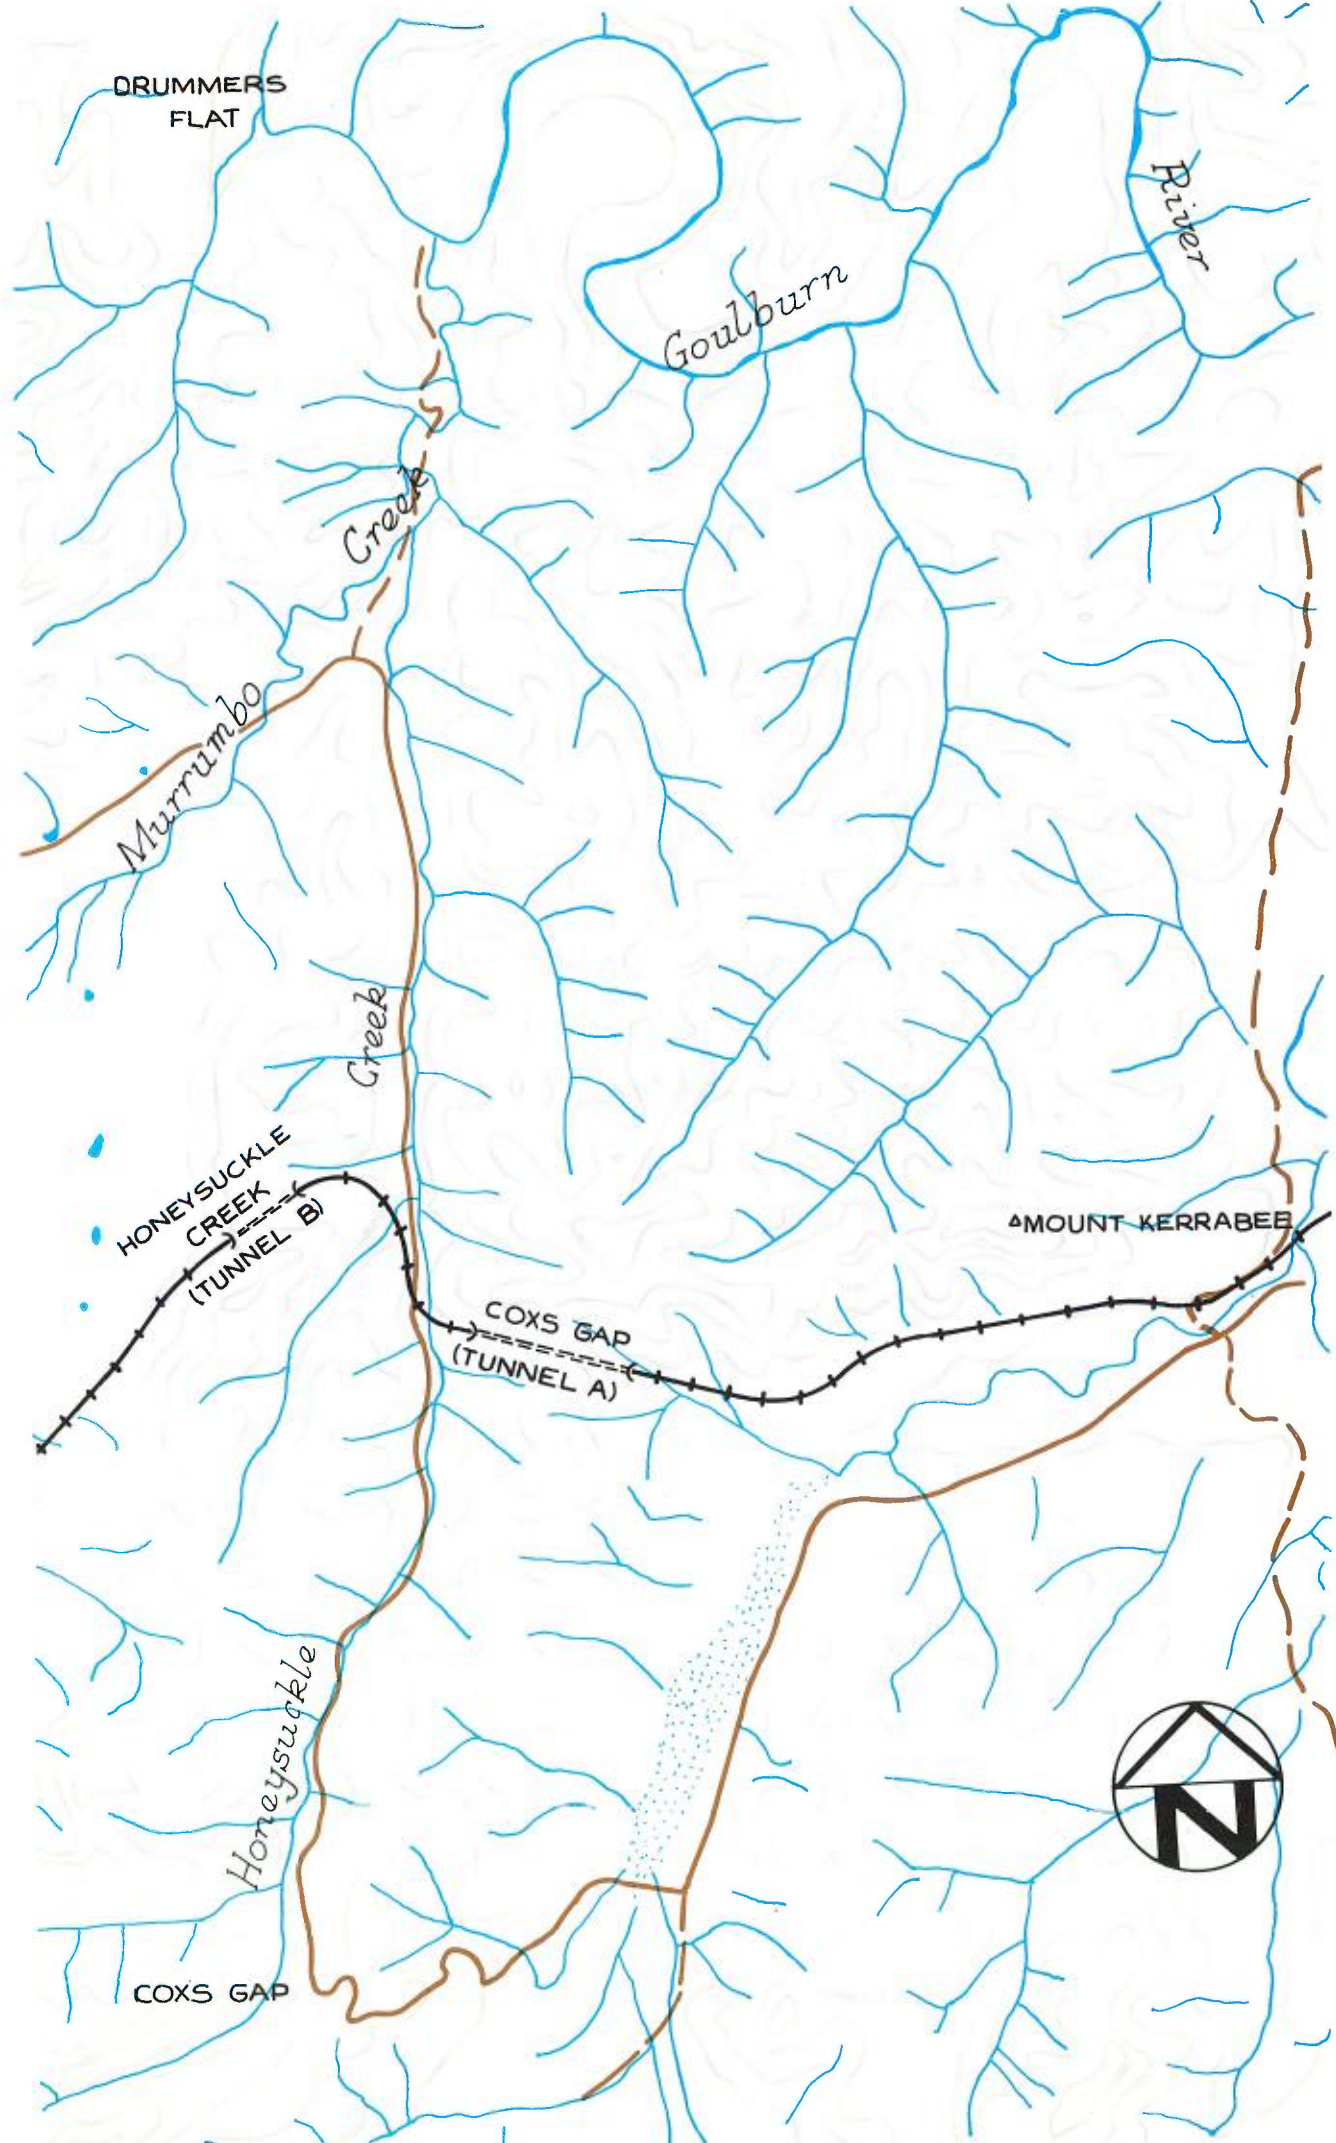 DRUMMERS
FLAT
River
Goulburn
Creek
Murrumbo
Creek
HONEYSUCKLE
CREEK
(TUNNEL B)
MOUNT KERRABEE
COXS GAP
(TUNNEL A)
Honeysuckle
N
COXS GAP